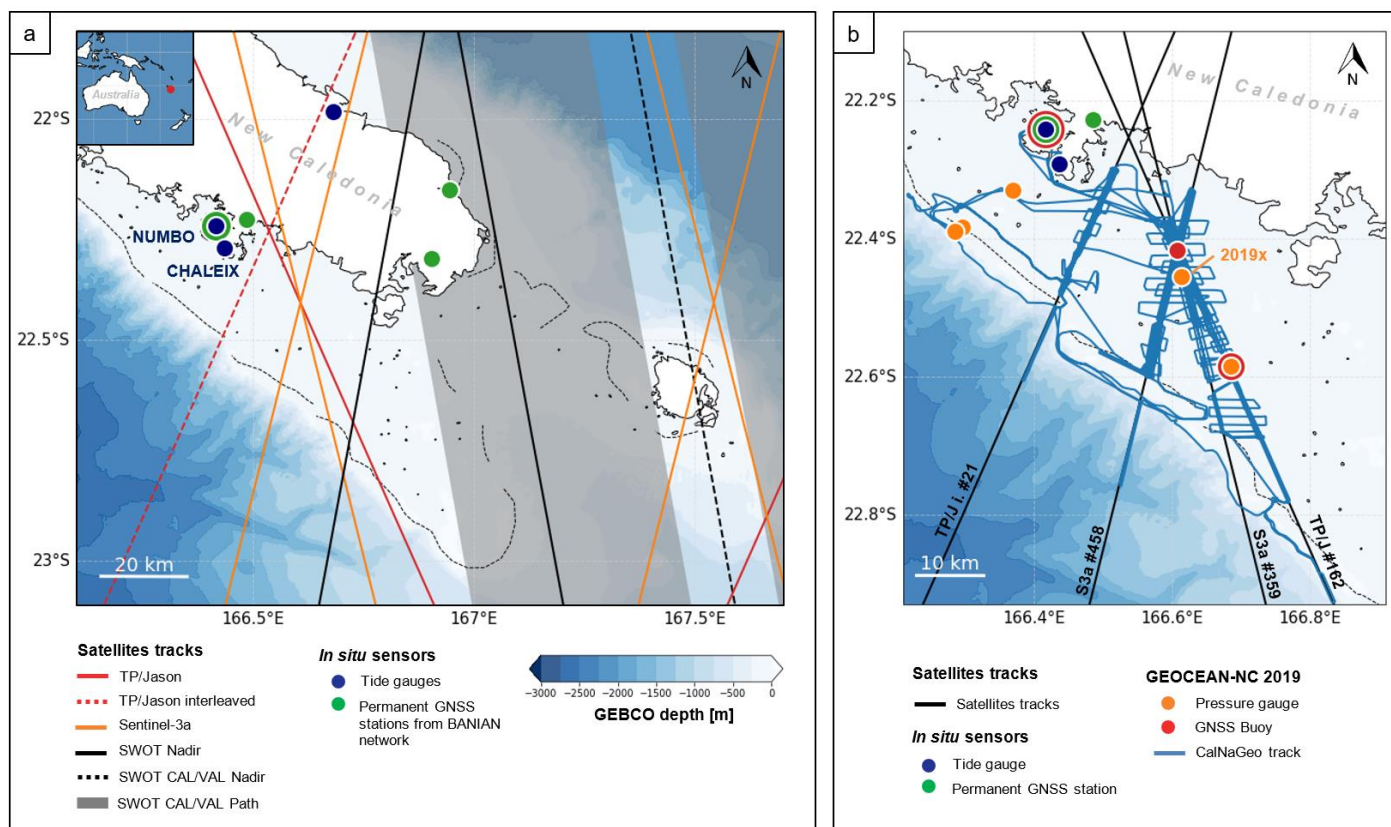 a
Australia
New Caledonia
N
22°S
22.5°S
23°S
NUMBO
CHALEIX
20 km
166.5°E
167°E
167.5°E
Satellites tracks
TP/Jason
TP/Jason interleaved
Sentinel-3a
SWOT Nadir
SWOT CAL/VAL Nadir
SWOT CAL/VAL Path
In situ sensors
Tide gauges
Permanent GNSS
stations from BANIAN
network
−3000 −2500 −2000 −1500 −1000 −500 0
GEBCO depth [m]
b
New Caledonia
N
22.2°S
22.4°S
22.6°S
22.8°S
2019x
TP/J i. #21
S3a #458
S3a #359
TP/J #162
10 km
166.4°E
166.6°E
166.8°E
Satellites tracks
Satellites tracks
In situ sensors
Tide gauge
Permanent GNSS station
GEOCEAN-NC 2019
Pressure gauge
GNSS Buoy
CalNaGeo track